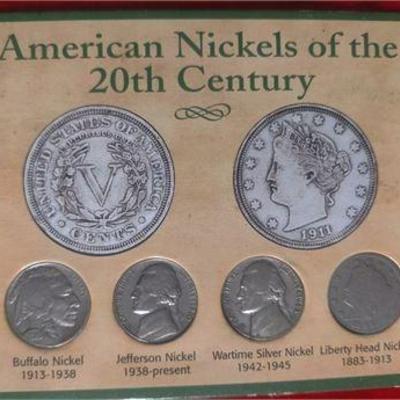 American Nickels of the
20th Century
UNITED STATES OF AMERICA
V
CENTS
1911
Buffalo Nickel
1913-1938
Jefferson Nickel
1938-present
Wartime Silver Nickel
1942-1945
Liberty Head Nic
1883-1913